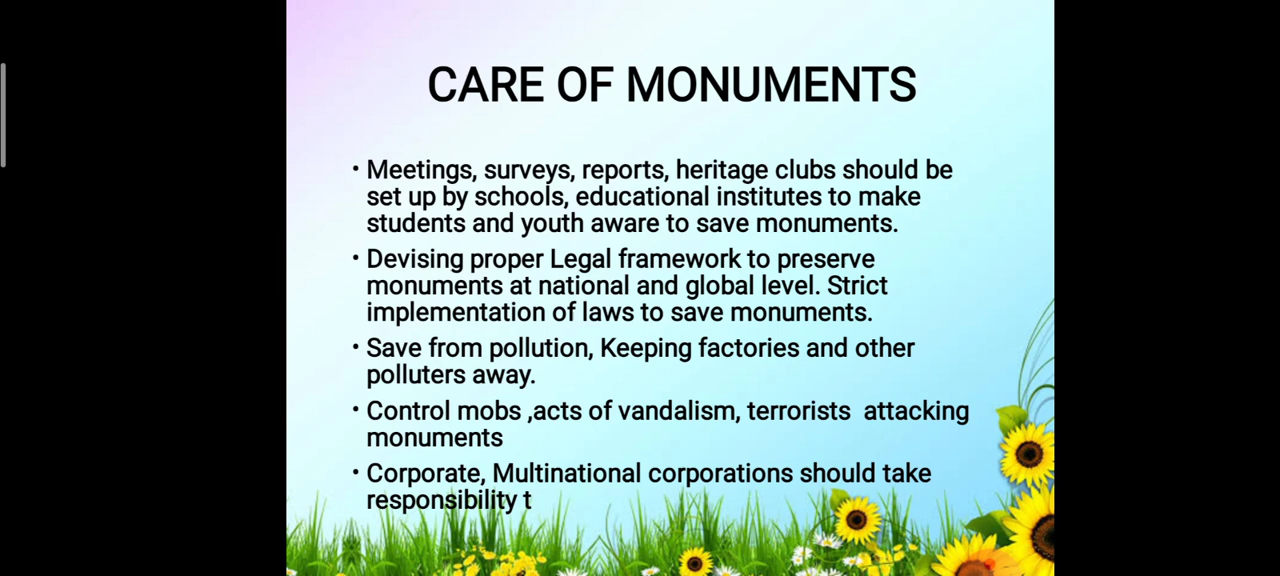 CARE OF MONUMENTS
• Meetings, surveys, reports, heritage clubs should be
set up by schools, educational institutes to make
students and youth aware to save monuments.
• Devising proper Legal framework to preserve
monuments at national and global level. Strict
implementation of laws to save monuments.
• Save from pollution, Keeping factories and other
polluters away.
• Control mobs ,acts of vandalism, terrorists  attacking
monuments
• Corporate, Multinational corporations should take
responsibility t